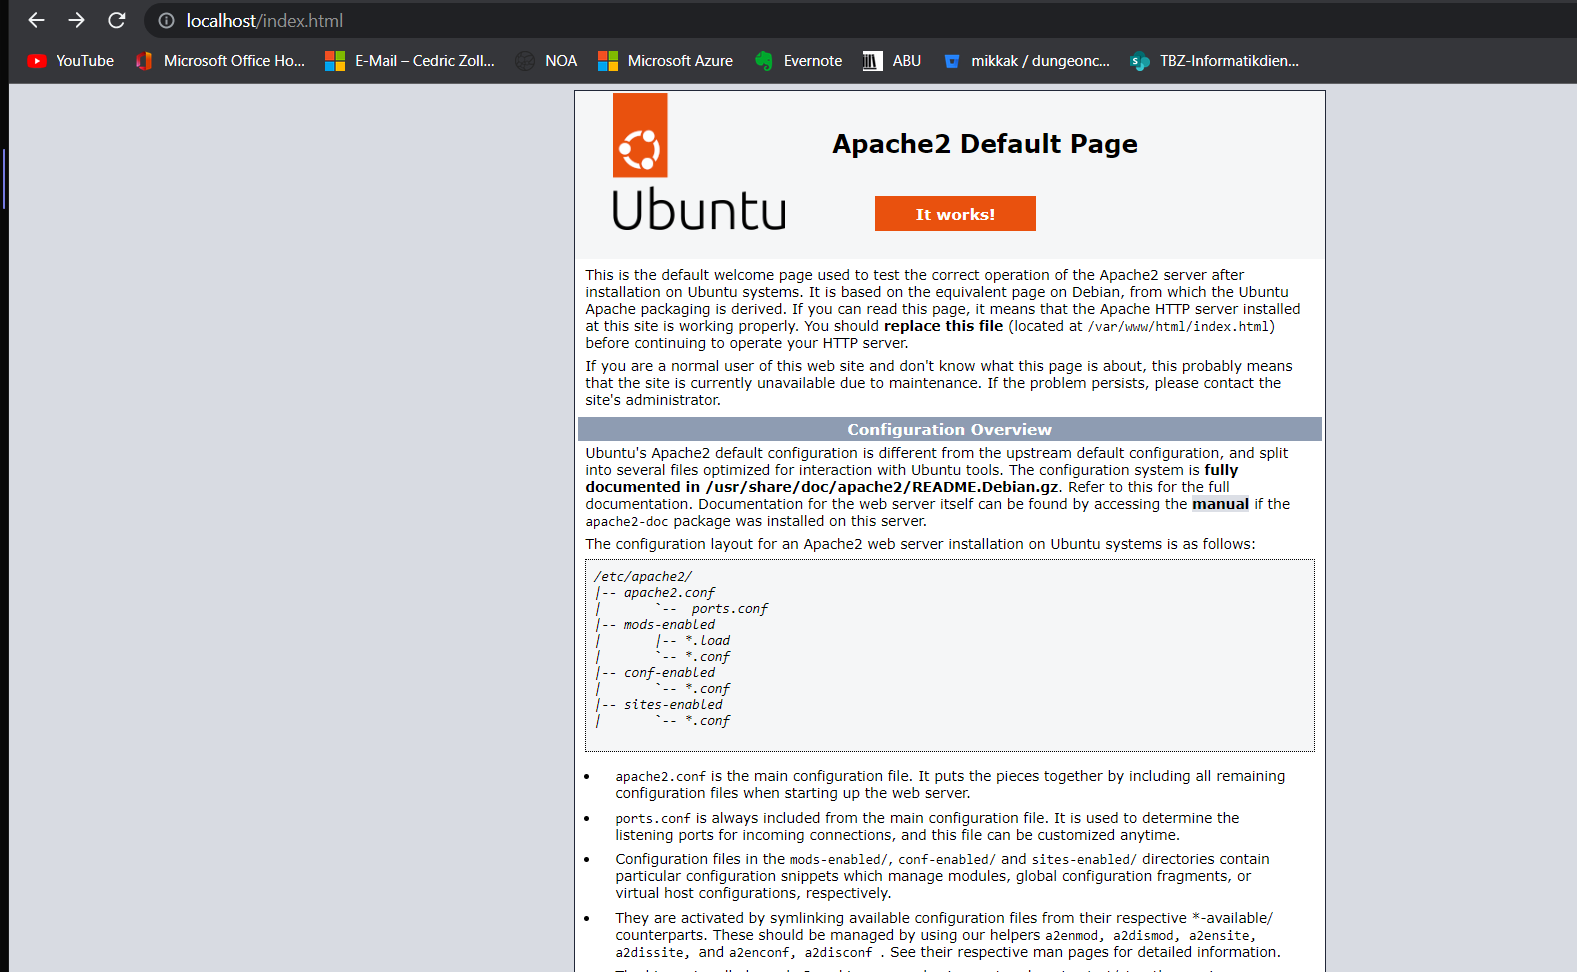 localhost/index.html
YouTube Microsoft Office Ho... E-Mail – Cedric Zoll... NOA Microsoft Azure Evernote ABU mikkak / dungeonc... TBZ-Informatikdien...
Apache2 Default Page
Ubuntu
It works!
This is the default welcome page used to test the correct operation of the Apache2 server after
installation on Ubuntu systems. It is based on the equivalent page on Debian, from which the Ubuntu
Apache packaging is derived. If you can read this page, it means that the Apache HTTP server installed
at this site is working properly. You should replace this file (located at /var/www/html/index.html)
before continuing to operate your HTTP server.
If you are a normal user of this web site and don't know what this page is about, this probably means
that the site is currently unavailable due to maintenance. If the problem persists, please contact the
site's administrator.
Configuration Overview
Ubuntu's Apache2 default configuration is different from the upstream default configuration, and split
into several files optimized for interaction with Ubuntu tools. The configuration system is fully
documented in /usr/share/doc/apache2/README.Debian.gz. Refer to this for the full
documentation. Documentation for the web server itself can be found by accessing the manual if the
apache2-doc package was installed on this server.
The configuration layout for an Apache2 web server installation on Ubuntu systems is as follows:
/etc/apache2/
|-- apache2.conf
|       `--  ports.conf
|-- mods-enabled
|       |-- *.load
|       `-- *.conf
|-- conf-enabled
|       `-- *.conf
|-- sites-enabled
|       `-- *.conf
• apache2.conf is the main configuration file. It puts the pieces together by including all remaining
configuration files when starting up the web server.
• ports.conf is always included from the main configuration file. It is used to determine the
listening ports for incoming connections, and this file can be customized anytime.
• Configuration files in the mods-enabled/, conf-enabled/ and sites-enabled/ directories contain
particular configuration snippets which manage modules, global configuration fragments, or
virtual host configurations, respectively.
• They are activated by symlinking available configuration files from their respective *-available/
counterparts. These should be managed by using our helpers a2enmod, a2dismod, a2ensite,
a2dissite, and a2enconf, a2disconf . See their respective man pages for detailed information.